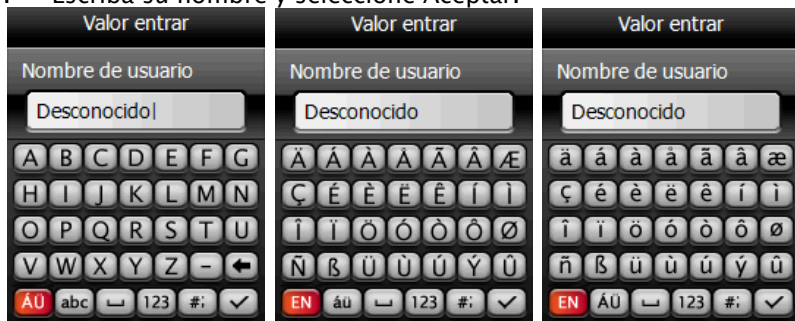 Escriba su nombre y seleccione Aceptar.
Valor entrar
Nombre de usuario
Desconocido
A B C D E F G
H I J K L M N
O P Q R S T U
V W X Y Z -
ÁÜ abc 123 #;
Valor entrar
Nombre de usuario
Desconocido
Ä Á À Å Ã Â Æ
Ç É È Ë Ê Í Ì
Î Ï Ö Ó Ò Ô Ø
Ñ ß Ü Ù Ú Ý Û
EN áü 123 #;
Valor entrar
Nombre de usuario
Desconocido
ä á à å ã â æ
ç é è ë ê í ì
î ï ö ó ò ô ø
ñ ß ü ù ú ý û
EN ÁÜ 123 #;